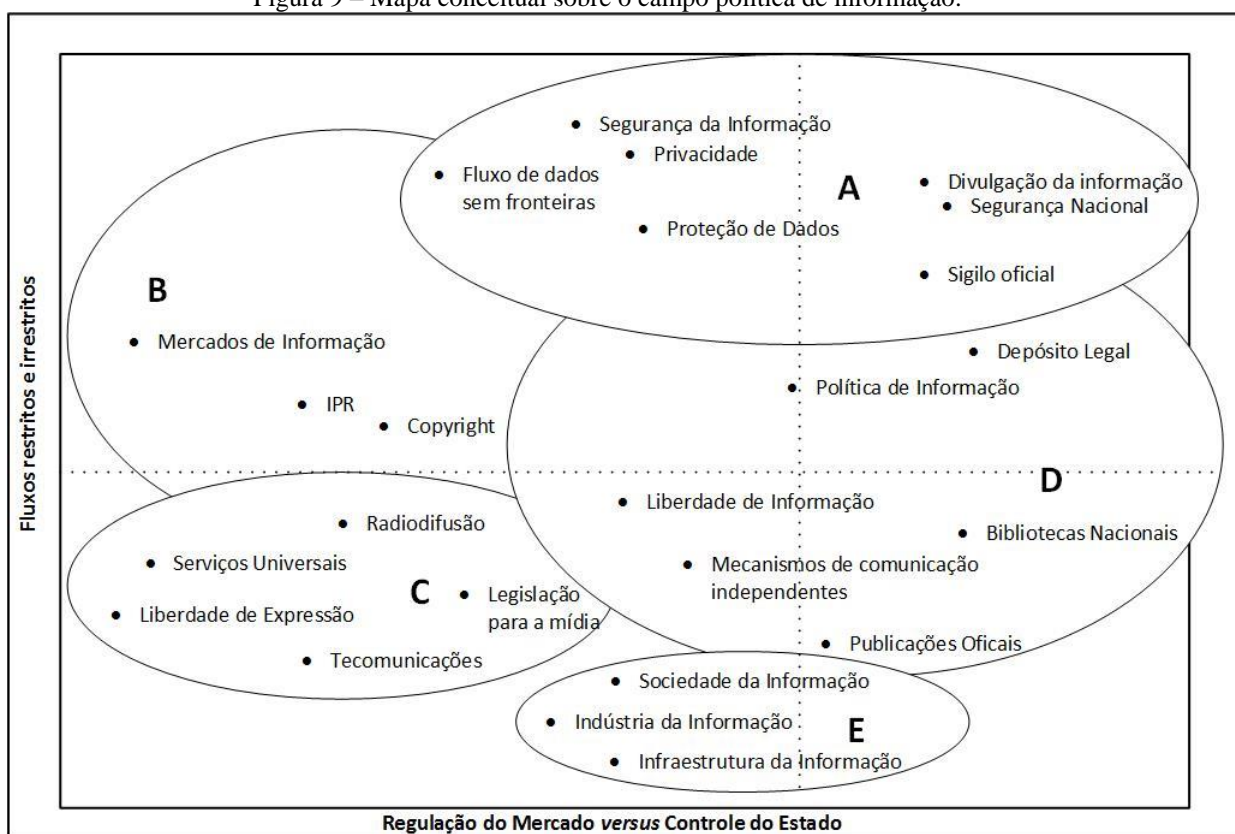 Figura 9 – Mapa conceitual sobre o campo política de informação.
Segurança da Informação
Privacidade
Fluxo de dados
sem fronteiras
A
Divulgação da informação
Segurança Nacional
Proteção de Dados
Sigilo oficial
B
Mercados de Informação
IPR
Copyright
Depósito Legal
Política de Informação
Fluxos restritos e irrestritos
Liberdade de Informação
D
Bibliotecas Nacionais
Mecanismos de comunicação
independentes
Publicações Oficais
Radiodifusão
Serviços Universais
C
Legislação
para a mídia
Liberdade de Expressão
Tecomunicações
Sociedade da Informação
Indústria da Informação
E
Infraestrutura da Informação
Regulação do Mercado versus Controle do Estado